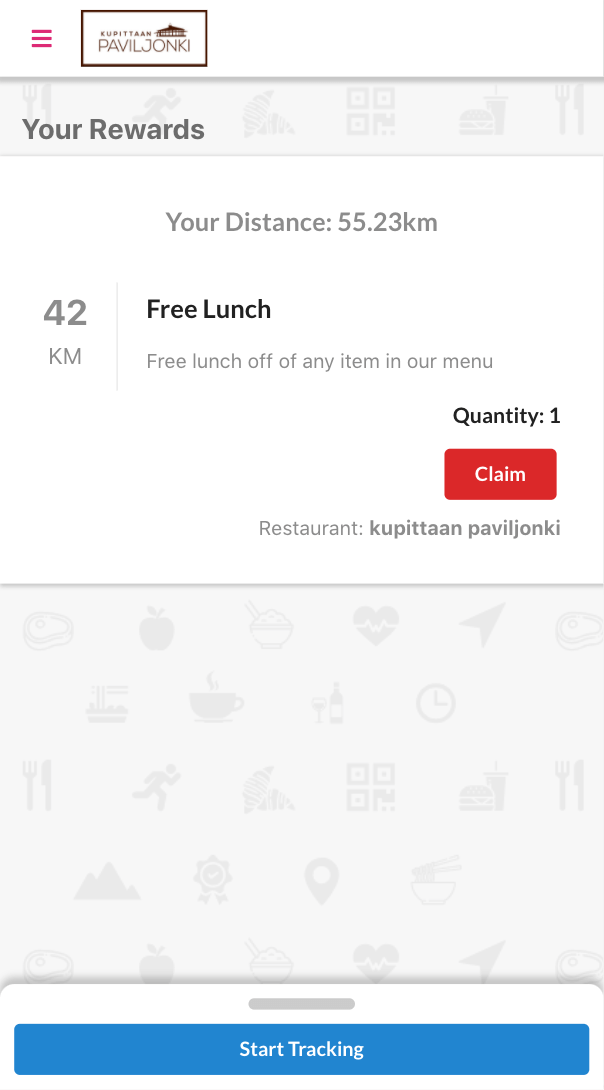 KUPITTAAN
PAVILJONKI
Your Rewards
Your Distance: 55.23km
42
KM
Free Lunch
Free lunch off of any item in our menu
Quantity: 1
Claim
Restaurant: kupittaan paviljonki
Start Tracking